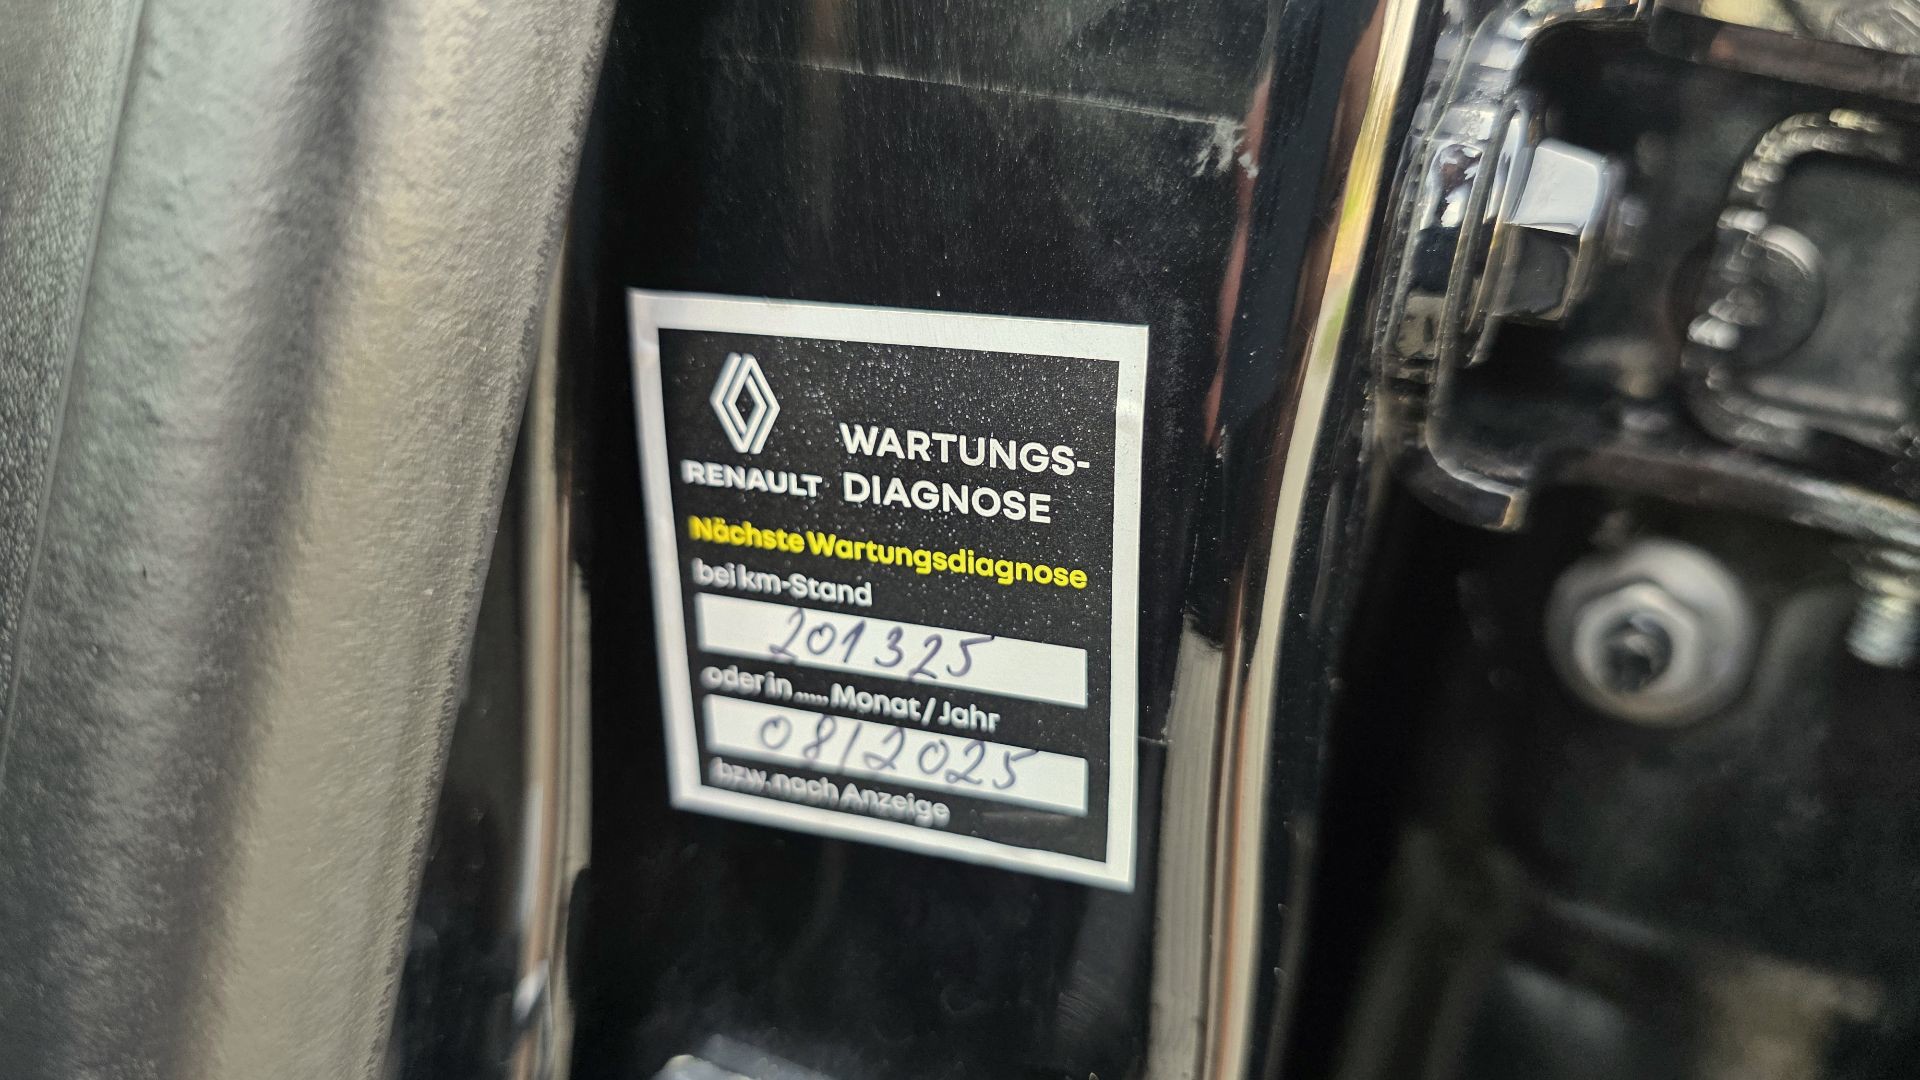 RENAULT
WARTUNGS-
DIAGNOSE
Nächste Wartungsdiagnose
bei km-Stand
201325
oder in ..... Monat / Jahr
08/2025
bzw. nach Anzeige